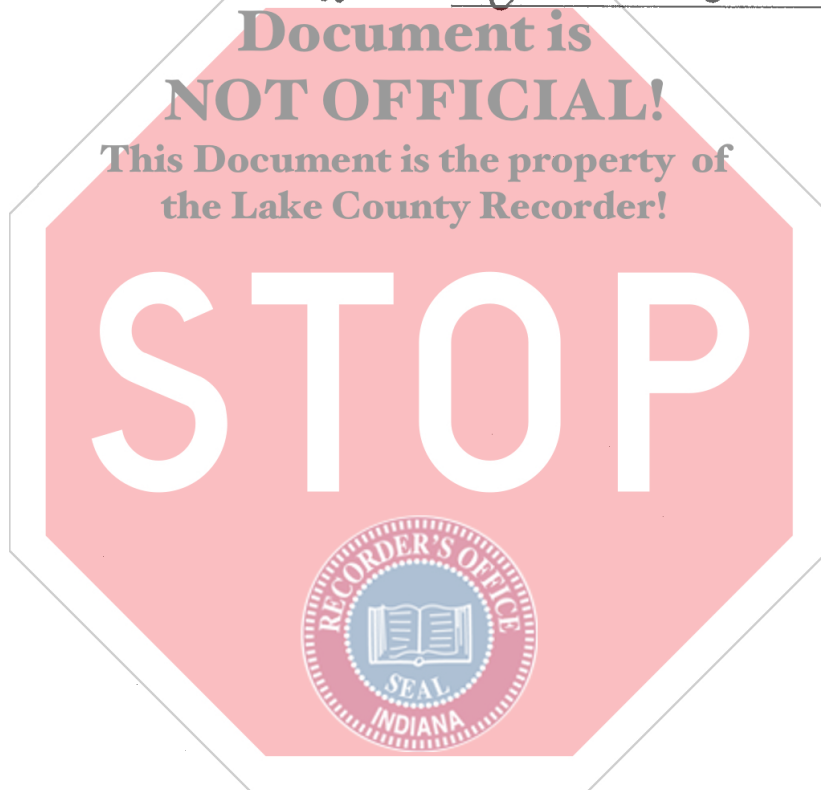 Document is
NOT OFFICIAL!
This Document is the property of
the Lake County Recorder!
STOP
RECORDER'S OFFICE
SEAL
INDIANA